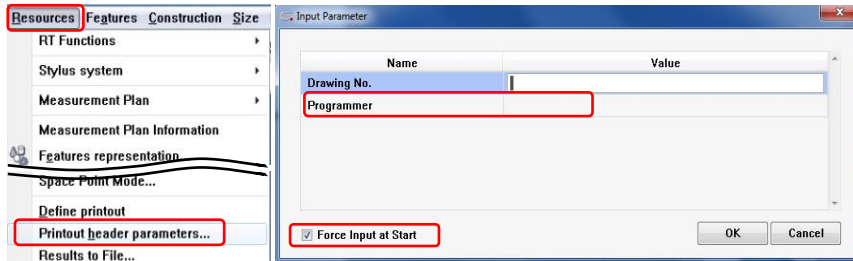 Resources Features Construction Size
RT Functions
Stylus system
Measurement Plan
Measurement Plan Information
Features representation
Space Point Mode...
Define printout
Printout header parameters...
Results to File...
Input Parameter
Name Value
Drawing No.
Programmer
Force Input at Start
OK Cancel